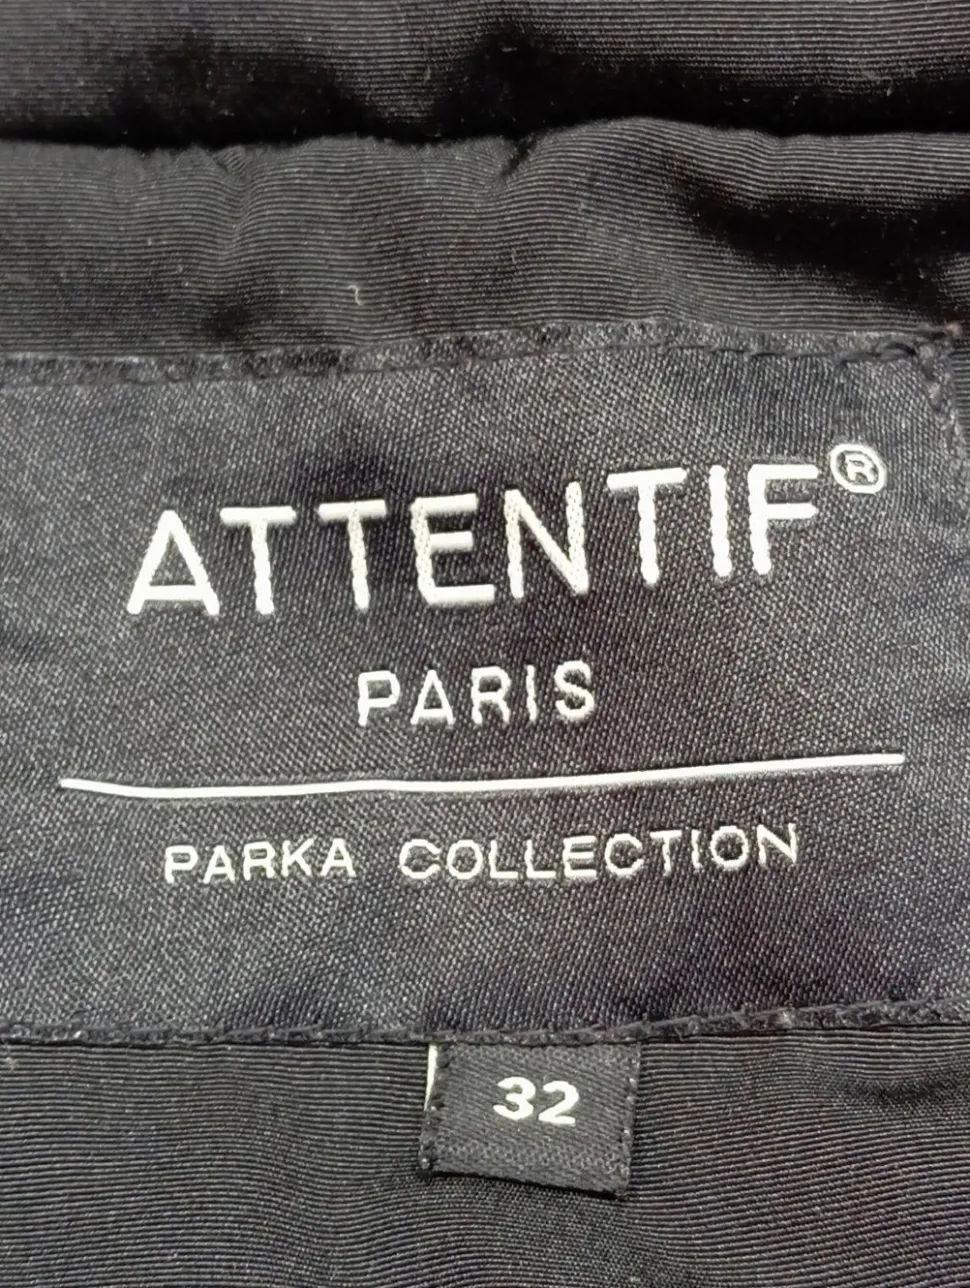 ATTENTIF®
PARIS
PARKA COLLECTION
32